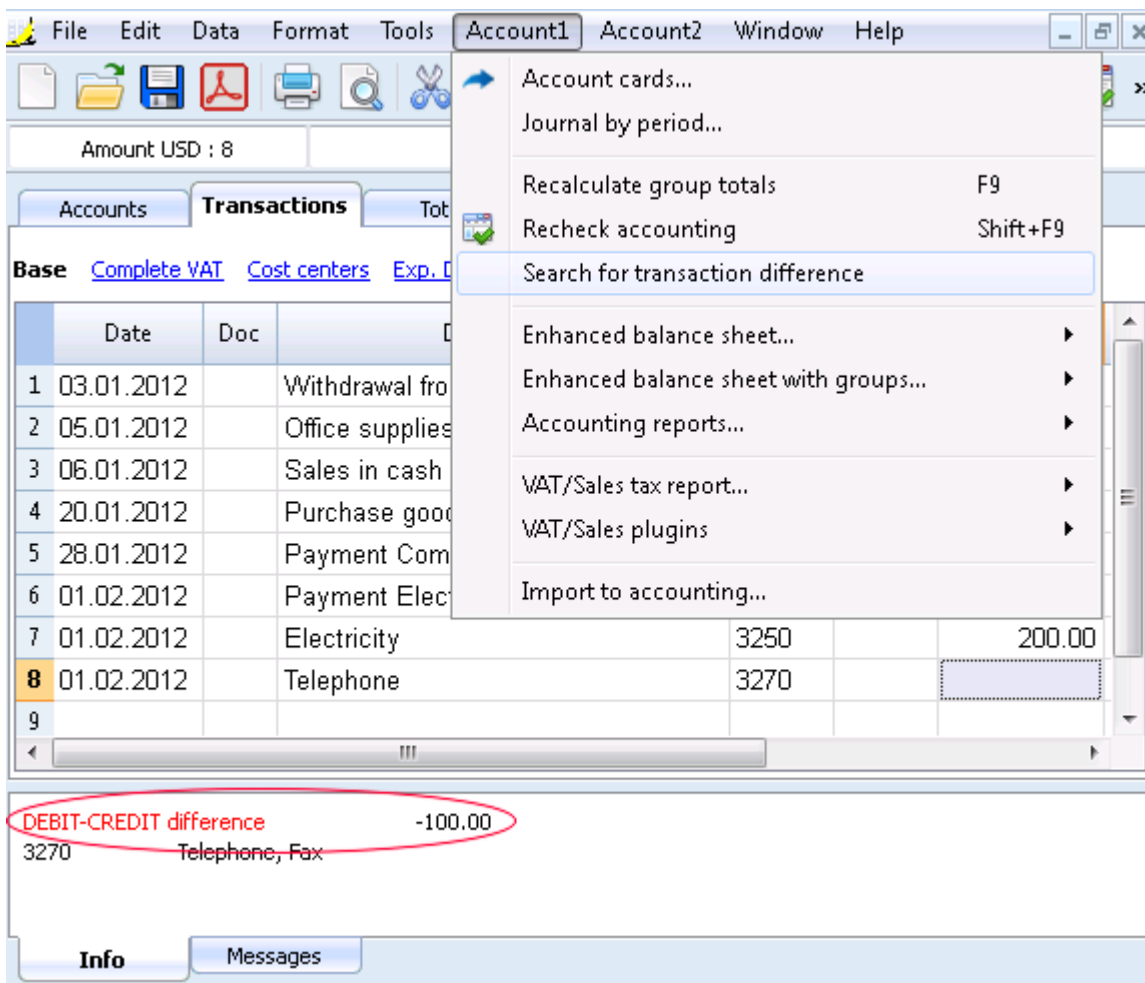 File Edit Data Format Tools Account1 Account2 Window Help
Account cards...
Journal by period...
Amount USD : 8
Recalculate group totals F9
Accounts Transactions Tot
Recheck accounting Shift+F9
Base Complete VAT Cost centers Exp.
Search for transaction difference
Date Doc
Enhanced balance sheet...
Enhanced balance sheet with groups...
Accounting reports...
VAT/Sales tax report...
VAT/Sales plugins
Import to accounting...
1 03.01.2012 Withdrawal fro
2 05.01.2012 Office supplies
3 06.01.2012 Sales in cash
4 20.01.2012 Purchase good
5 28.01.2012 Payment Com
6 01.02.2012 Payment Elec
7 01.02.2012 Electricity 3250 200.00
8 01.02.2012 Telephone 3270
9
DEBIT-CREDIT difference -100.00
3270 Telephone, Fax
Info Messages